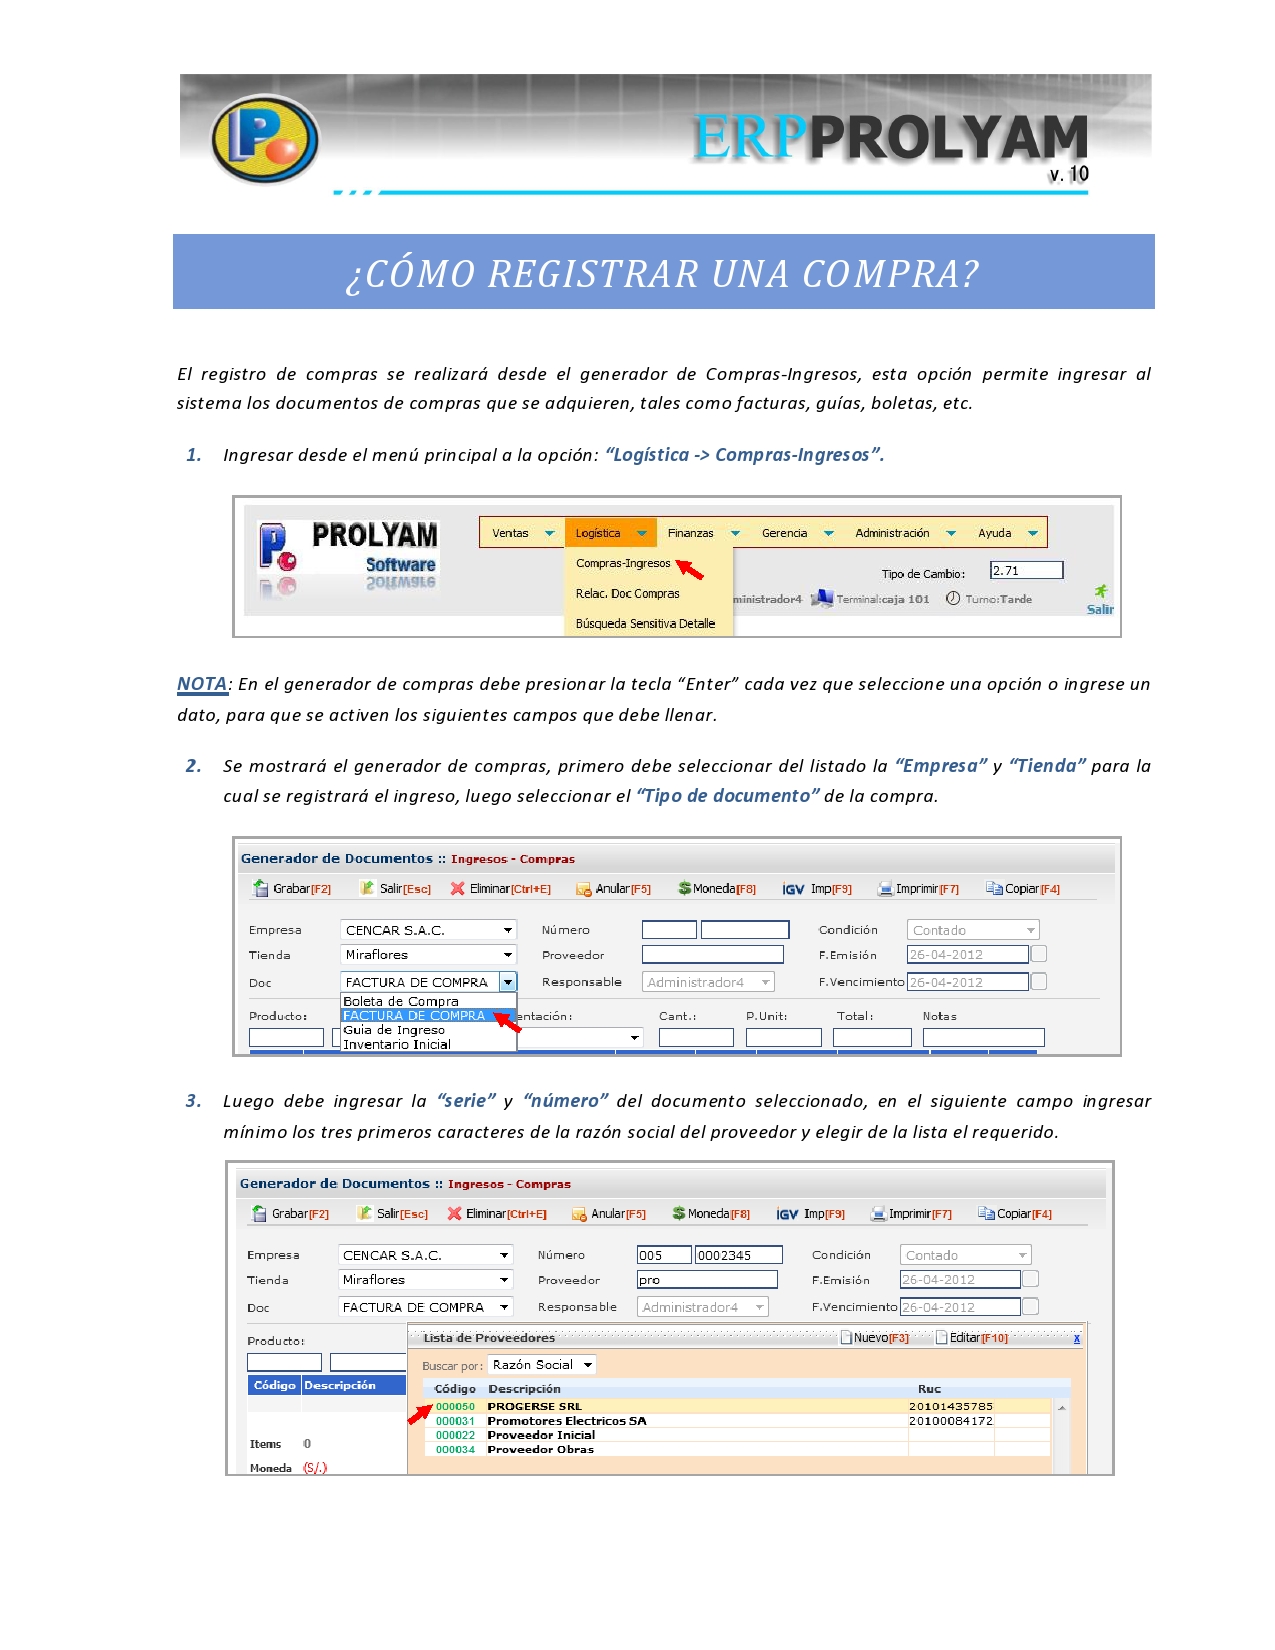 ERPPROLYAM
v. 10
¿CÓMO REGISTRAR UNA COMPRA?
El registro de compras se realizará desde el generador de Compras-Ingresos, esta opción permite ingresar al
sistema los documentos de compras que se adquieren, tales como facturas, guías, boletas, etc.
1. Ingresar desde el menú principal a la opción: “Logística -> Compras-Ingresos”.
PROLYAM
Software
Ventas Logística Finanzas Gerencia Administración Ayuda
Compras-Ingresos
Tipo de Cambio: 2.71
Relac. Doc Compras
ministrador4 Terminal:caja 101 Turno:Tarde
Salir
Búsqueda Sensitiva Detalle
NOTA: En el generador de compras debe presionar la tecla “Enter” cada vez que seleccione una opción o ingrese un
dato, para que se activen los siguientes campos que debe llenar.
2. Se mostrará el generador de compras, primero debe seleccionar del listado la “Empresa” y “Tienda” para la
cual se registrará el ingreso, luego seleccionar el “Tipo de documento” de la compra.
Generador de Documentos :: Ingresos - Compras
Grabar[F2] Salir[Esc] Eliminar[Ctrl+E] Anular[F5] Moneda[F8] IGV Imp[F9] Imprimir[F7] Copiar[F4]
Empresa CENCAR S.A.C. Número Condición Contado
Tienda Miraflores Proveedor F.Emisión 26-04-2012
Doc FACTURA DE COMPRA Responsable Administrador4 F.Vencimiento 26-04-2012
Boleta de Compra
FACTURA DE COMPRA
Guia de Ingreso
Inventario Inicial
Producto: entación: Cant.: P.Unit: Total: Notas
3. Luego debe ingresar la “serie” y “número” del documento seleccionado, en el siguiente campo ingresar
mínimo los tres primeros caracteres de la razón social del proveedor y elegir de la lista el requerido.
Generador de Documentos :: Ingresos - Compras
Grabar[F2] Salir[Esc] Eliminar[Ctrl+E] Anular[F5] Moneda[F8] IGV Imp[F9] Imprimir[F7] Copiar[F4]
Empresa CENCAR S.A.C. Número 005 0002345 Condición Contado
Tienda Miraflores Proveedor pro F.Emisión 26-04-2012
Doc FACTURA DE COMPRA Responsable Administrador4 F.Vencimiento 26-04-2012
Producto: Lista de Proveedores Nuevo[F3] Editar[F10] x
Buscar por: Razón Social
Código Descripción
Código Descripción Ruc
000050 PROGERSE SRL 20101435785
000031 Promotores Electricos SA 20100084172
000022 Proveedor Inicial
000034 Proveedor Obras
Items 0
Moneda (S/.)